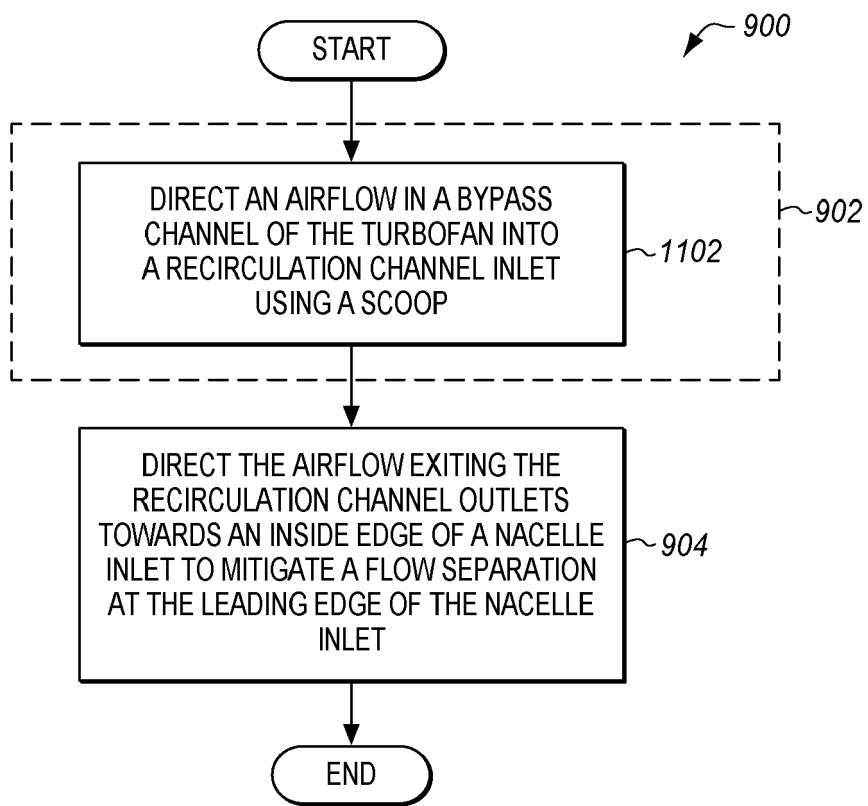 START
900
DIRECT AN AIRFLOW IN A BYPASS
CHANNEL OF THE TURBOFAN INTO
A RECIRCULATION CHANNEL INLET
USING A SCOOP
902
1102
DIRECT THE AIRFLOW EXITING THE
RECIRCULATION CHANNEL OUTLETS
TOWARDS AN INSIDE EDGE OF A NACELLE
INLET TO MITIGATE A FLOW SEPARATION
AT THE LEADING EDGE OF THE NACELLE
INLET
904
END